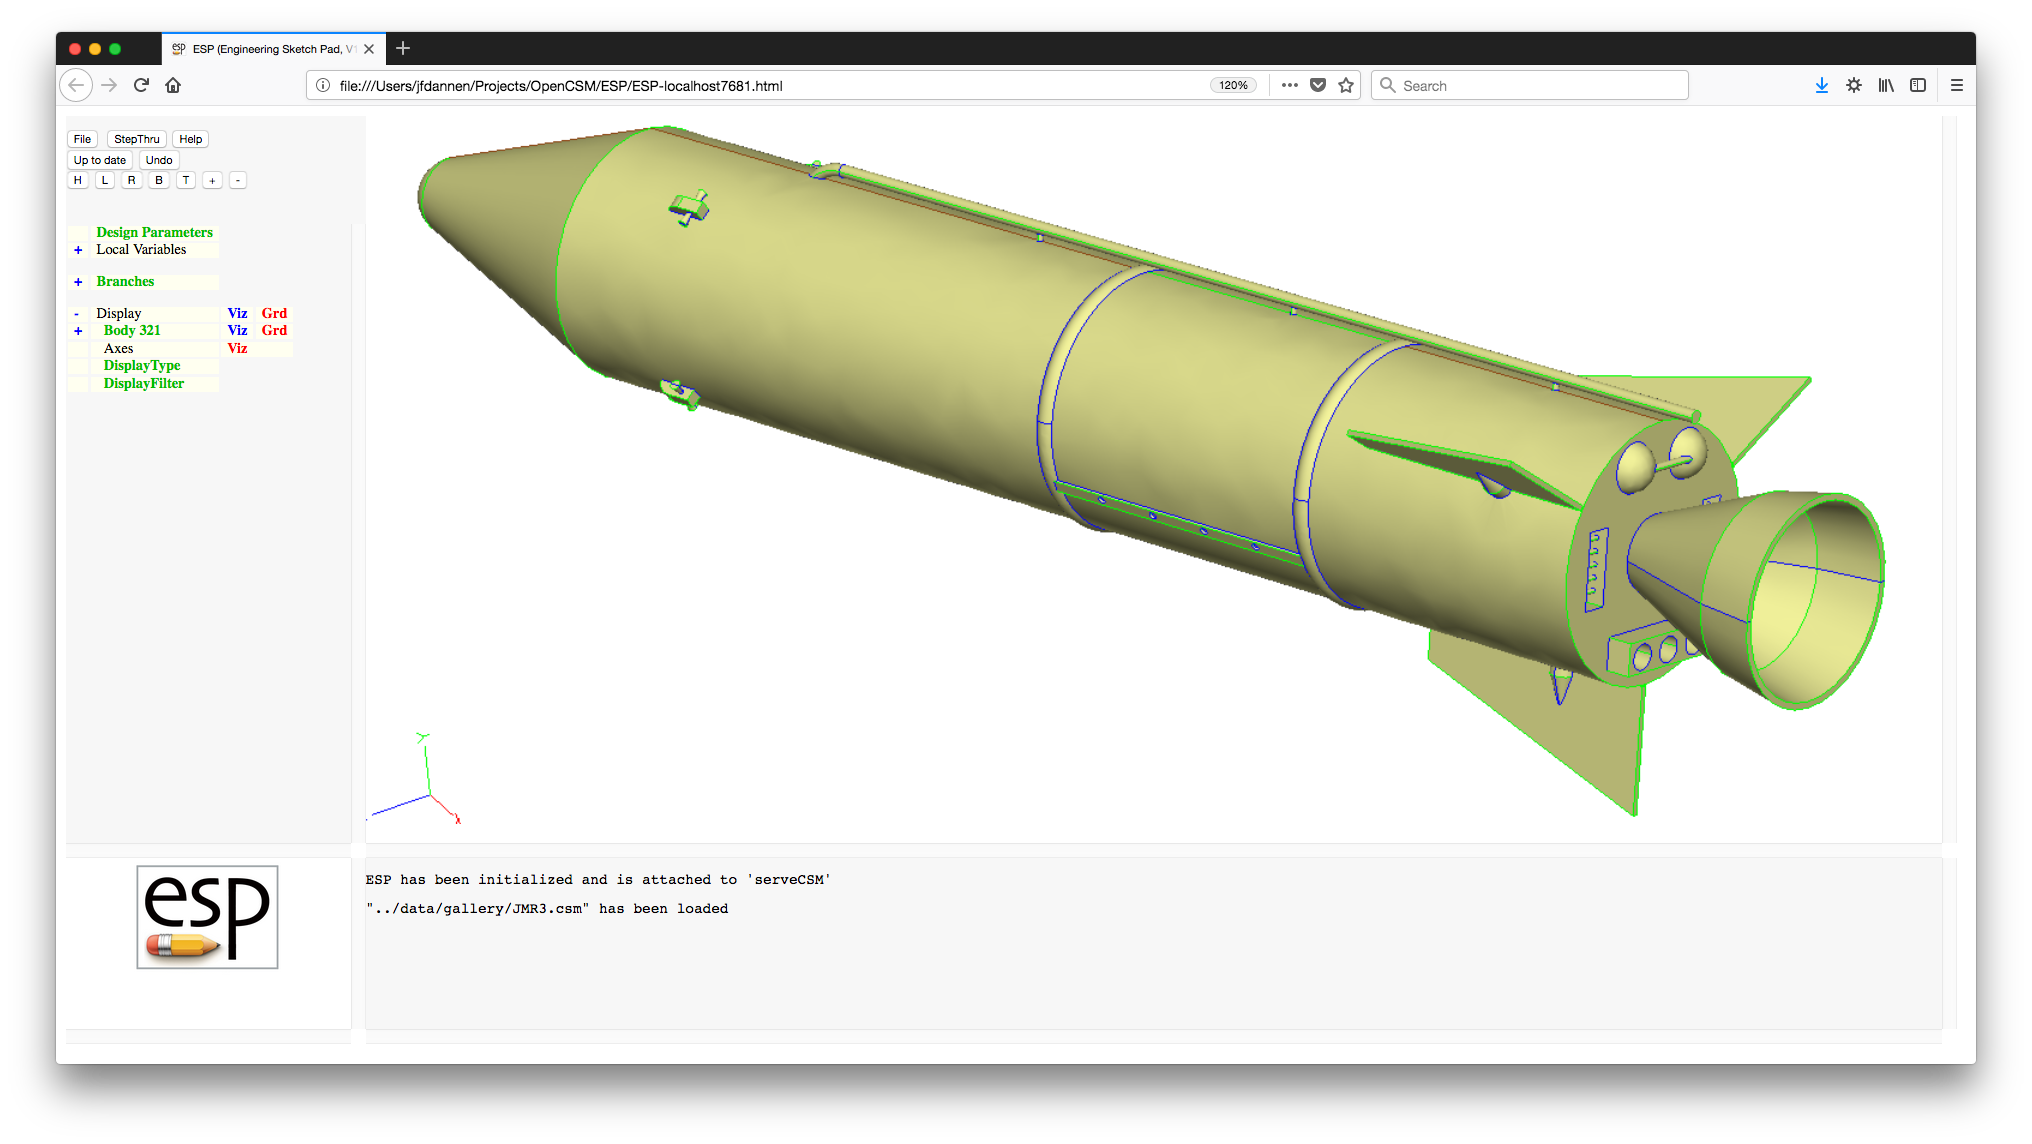 ESP (Engineering Sketch Pad, V1
file:///Users/jfdannen/Projects/OpenCSM/ESP/ESP-localhost7681.html 120% Search
File StepThru Help
Up to date Undo
H L R B T + -
Design Parameters
+ Local Variables
+ Branches
- Display Viz Grd
+ Body 321 Viz Grd
Axes Viz
DisplayType
DisplayFilter
Y
X
esp
ESP has been initialized and is attached to 'serveCSM'
"../data/gallery/JMR3.csm" has been loaded